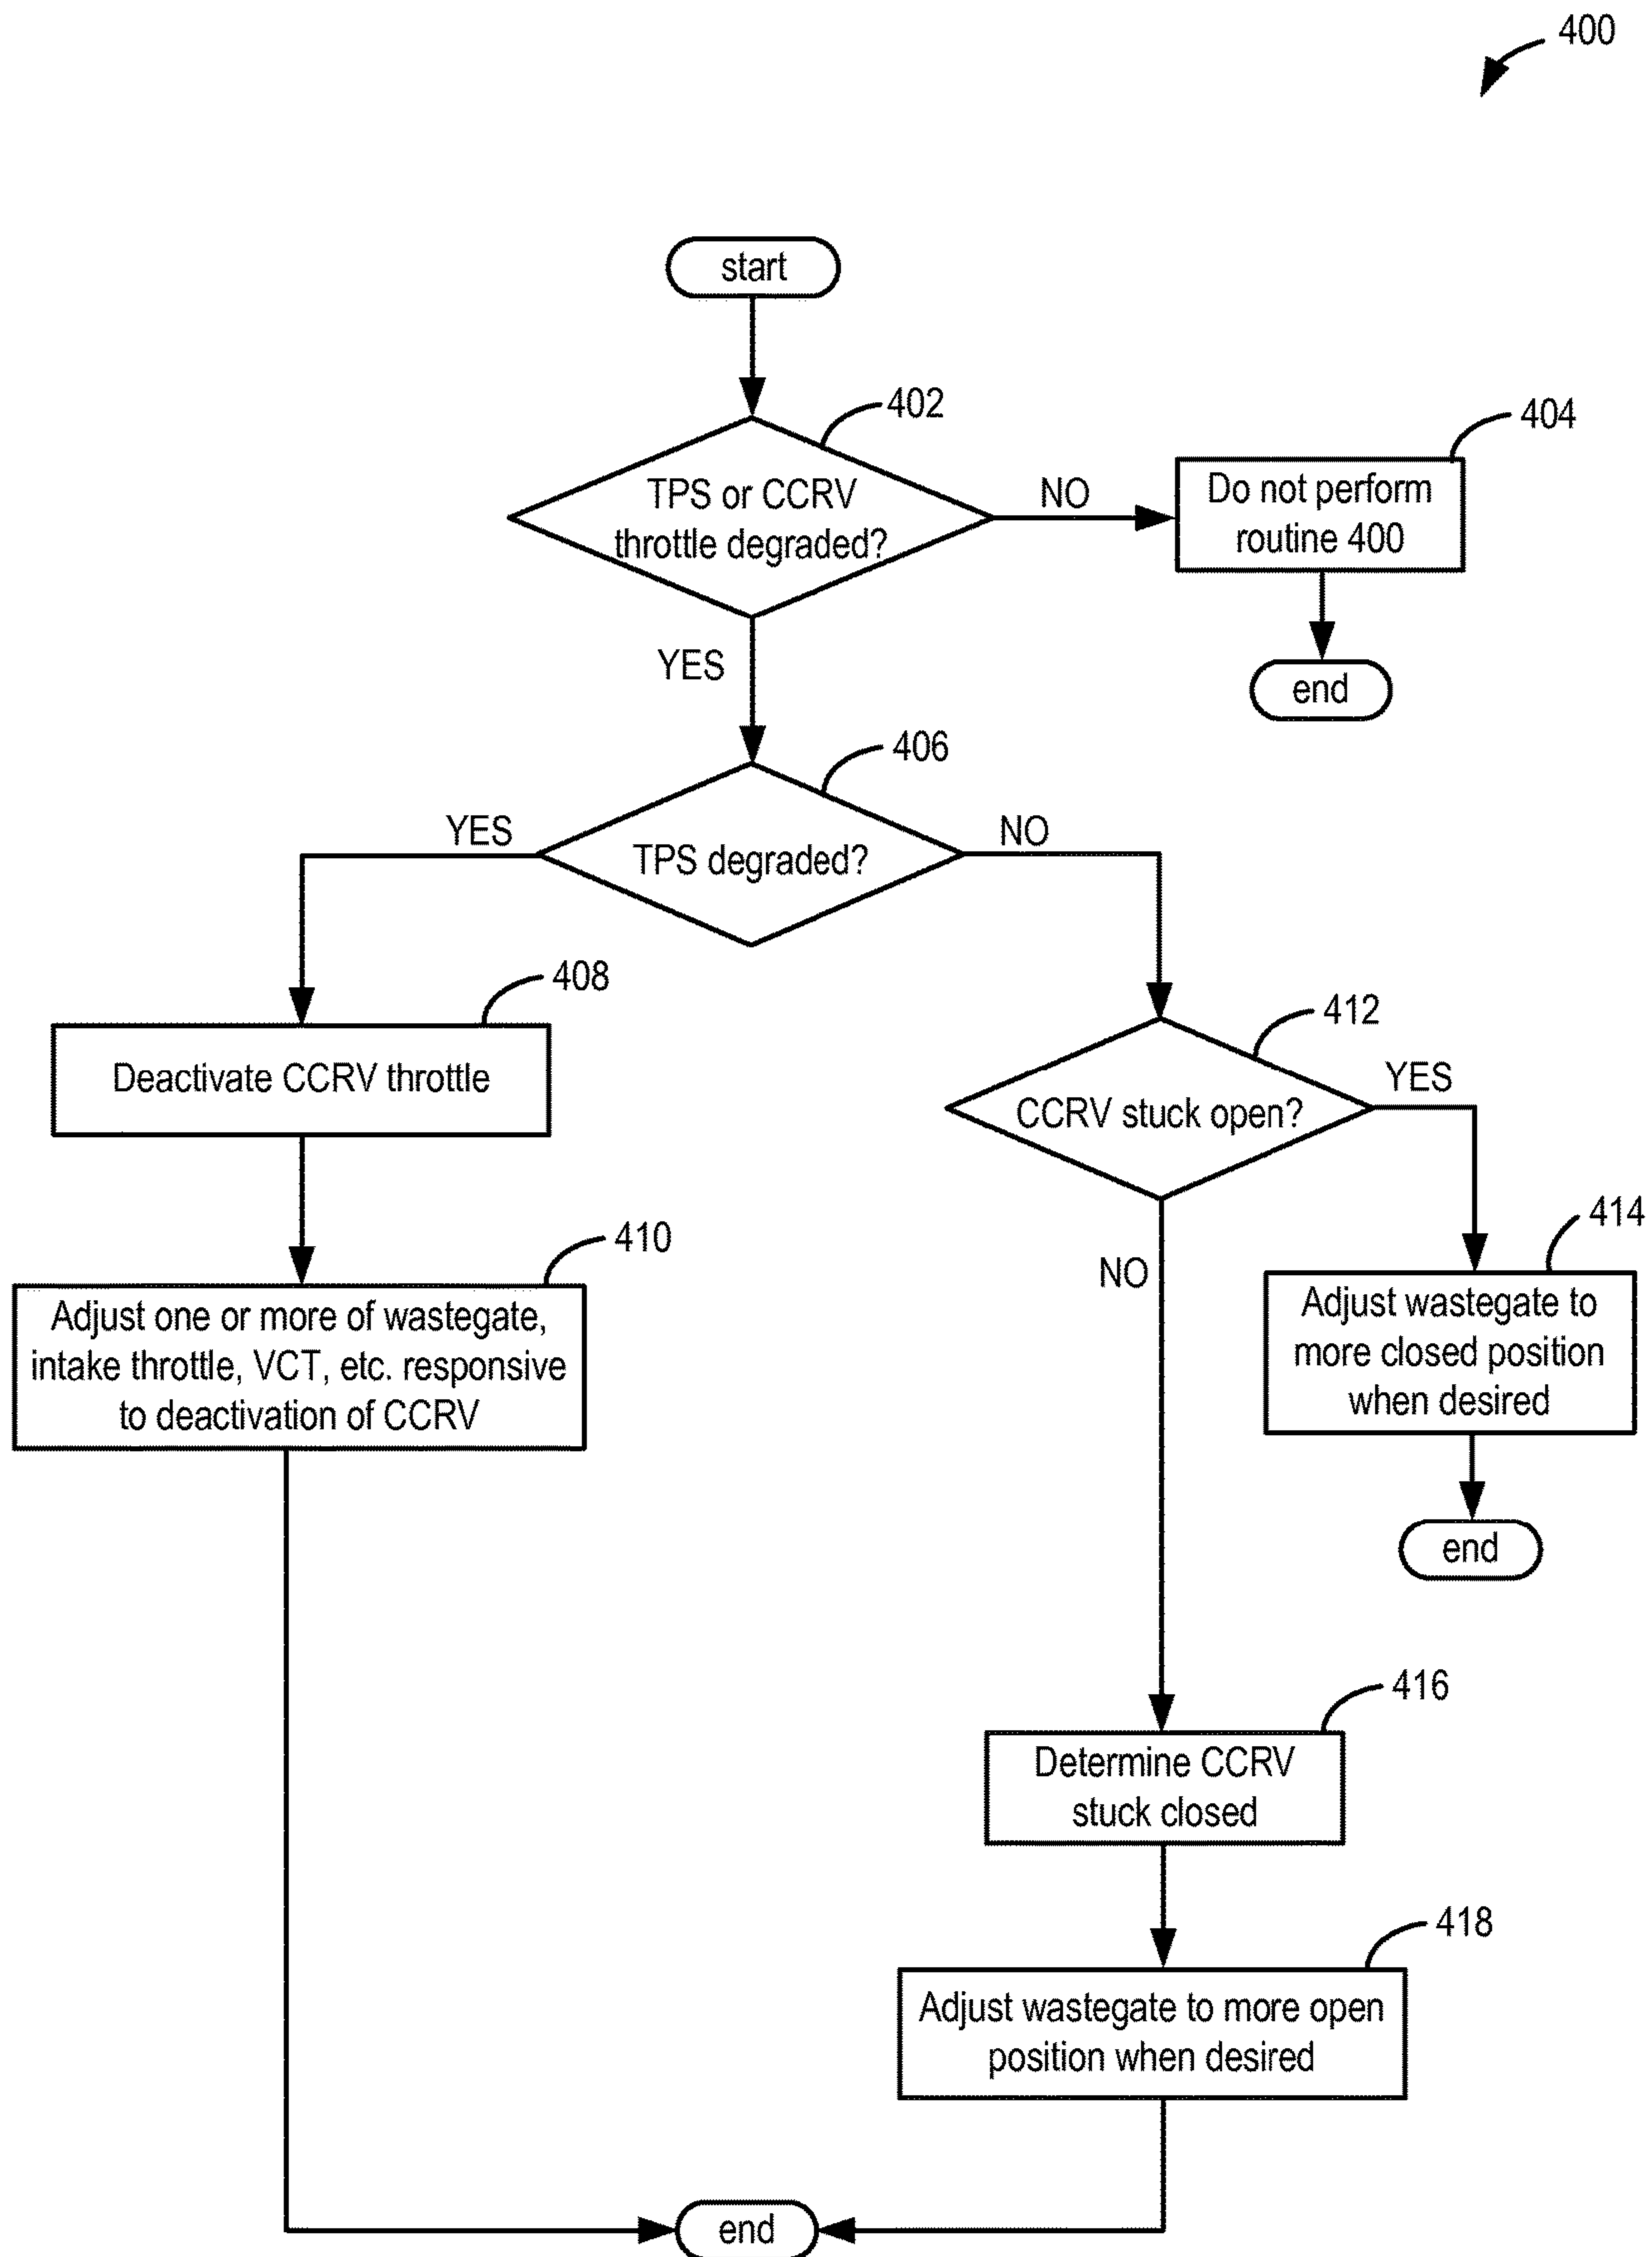 400
start
402
TPS or CCRV
throttle degraded?
NO
404
Do not perform
routine 400
end
YES
406
TPS degraded?
YES
NO
408
Deactivate CCRV throttle
412
CCRV stuck open?
YES
410
Adjust one or more of wastegate,
intake throttle, VCT, etc. responsive
to deactivation of CCRV
414
Adjust wastegate to
more closed position
when desired
end
NO
416
Determine CCRV
stuck closed
418
Adjust wastegate to more open
position when desired
end